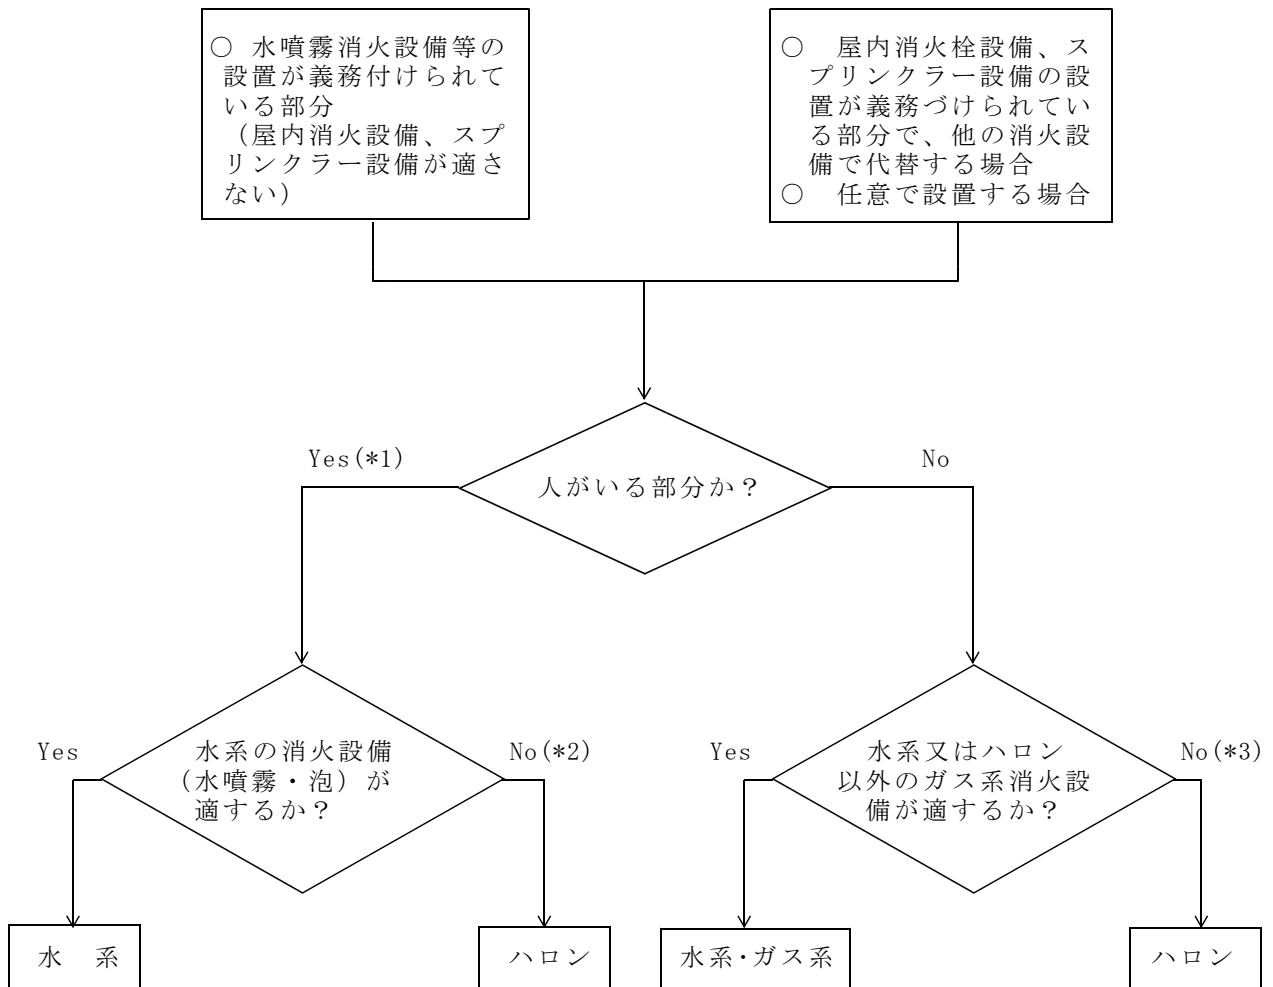 ○ 水噴霧消火設備等の
設置が義務付けられて
いる部分
(屋内消火設備、スプ
リンクラー設備が適さ
ない)
○ 屋内消火栓設備、ス
プリンクラー設備の設
置が義務づけられてい
る部分で、他の消火設
備で代替する場合
○ 任意で設置する場合
Yes(*1)
人がいる部分か?
No
Yes
水系の消火設備
(水噴霧・泡)が
適するか?
No(*2)
Yes
水系又はハロン
以外のガス系消火設
備が適するか?
No(*3)
水 系
ハロン
水系・ガス系
ハロン